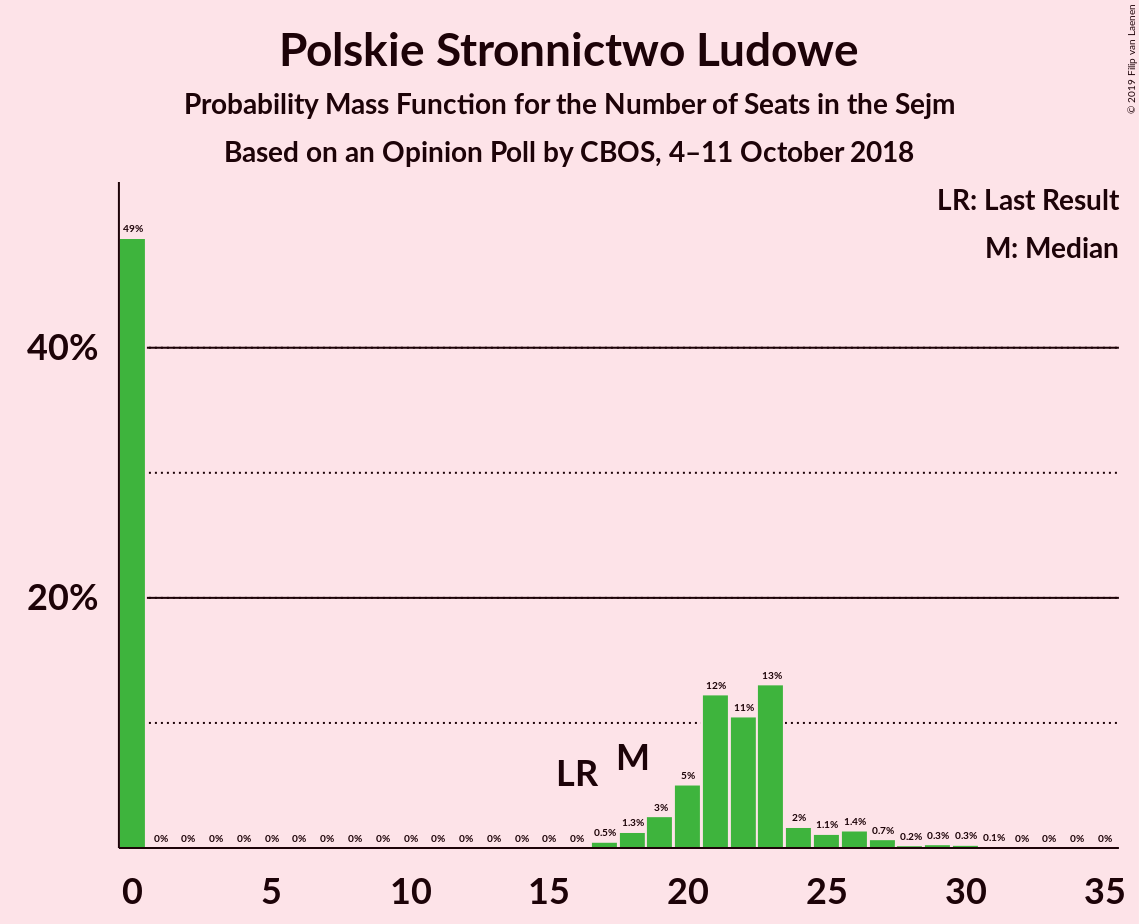 Polskie Stronnictwo Ludowe
Probability Mass Function for the Number of Seats in the Sejm
Based on an Opinion Poll by CBOS, 4–11 October 2018
© 2019 Filip van Laenen
LR: Last Result
M: Median
49%
40%
20%
13%
12%
11%
M
LR
5%
3%
2%
0% 0% 0% 0% 0% 0% 0% 0% 0% 0% 0% 0% 0% 0% 0% 0% 0.5% 1.3% 1.1% 1.4% 0.7% 0.2% 0.3% 0.3% 0.1% 0% 0% 0% 0%
0 5 10 15 20 25 30 35